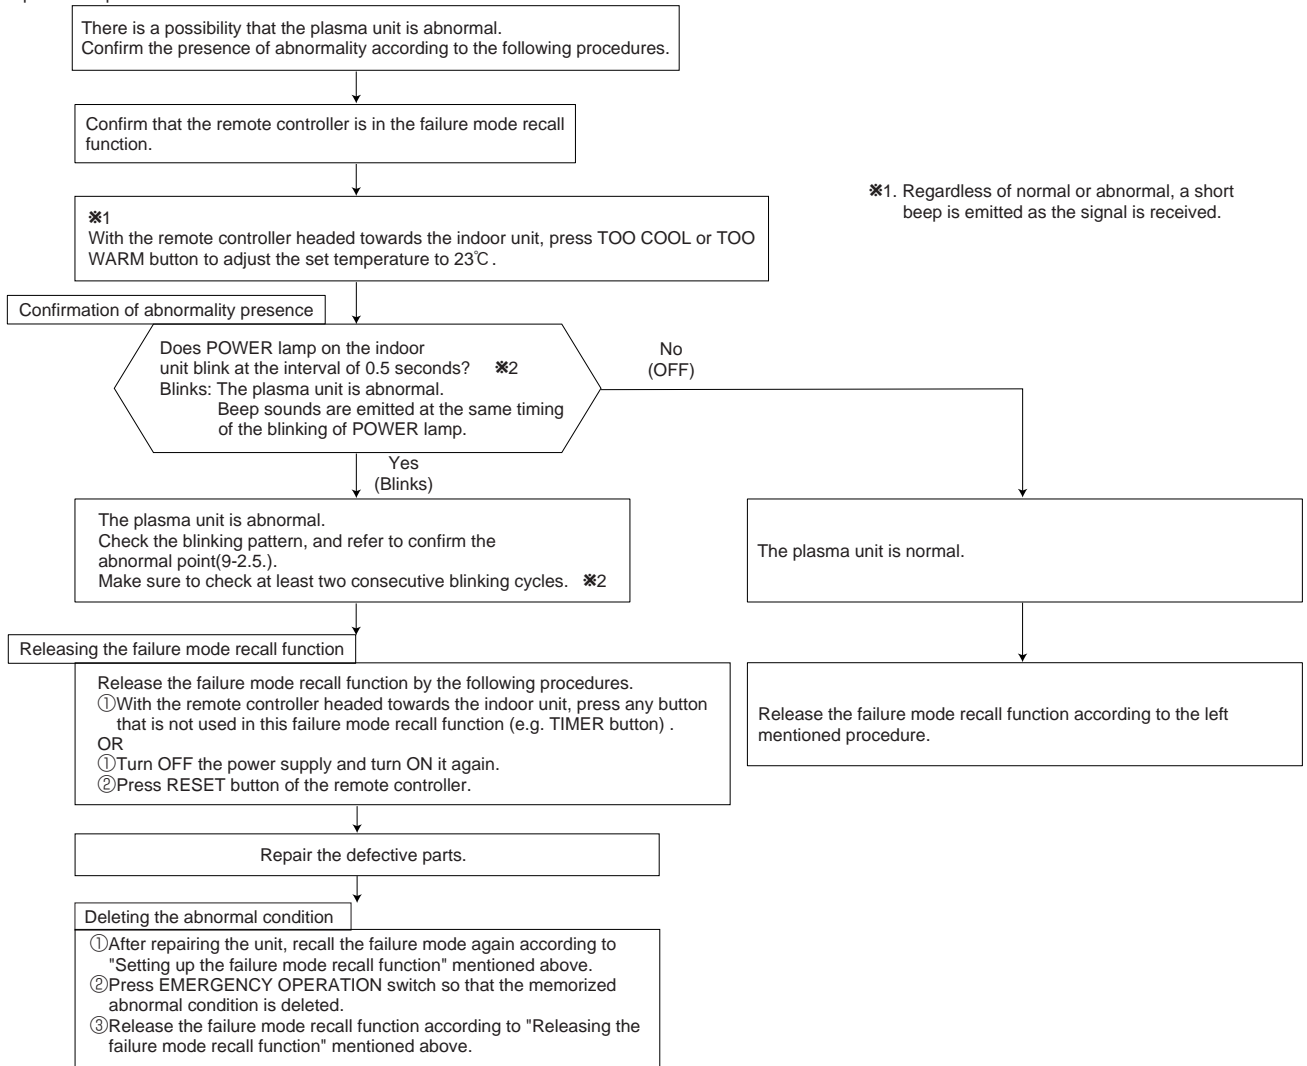 There is a possibility that the plasma unit is abnormal.
Confirm the presence of abnormality according to the following procedures.
Confirm that the remote controller is in the failure mode recall
function.
※1
With the remote controller headed towards the indoor unit, press TOO COOL or TOO
WARM button to adjust the set temperature to 23℃ .
※1. Regardless of normal or abnormal, a short
beep is emitted as the signal is received.
Confirmation of abnormality presence
Does POWER lamp on the indoor
unit blink at the interval of 0.5 seconds? ※2
Blinks: The plasma unit is abnormal.
Beep sounds are emitted at the same timing
of the blinking of POWER lamp.
No
(OFF)
Yes
(Blinks)
The plasma unit is abnormal.
Check the blinking pattern, and refer to confirm the
abnormal point(9-2.5.).
Make sure to check at least two consecutive blinking cycles. ※2
The plasma unit is normal.
Releasing the failure mode recall function
Release the failure mode recall function by the following procedures.
①With the remote controller headed towards the indoor unit, press any button
that is not used in this failure mode recall function (e.g. TIMER button) .
OR
①Turn OFF the power supply and turn ON it again.
②Press RESET button of the remote controller.
Release the failure mode recall function according to the left
mentioned procedure.
Repair the defective parts.
Deleting the abnormal condition
①After repairing the unit, recall the failure mode again according to
"Setting up the failure mode recall function" mentioned above.
②Press EMERGENCY OPERATION switch so that the memorized
abnormal condition is deleted.
③Release the failure mode recall function according to "Releasing the
failure mode recall function" mentioned above.